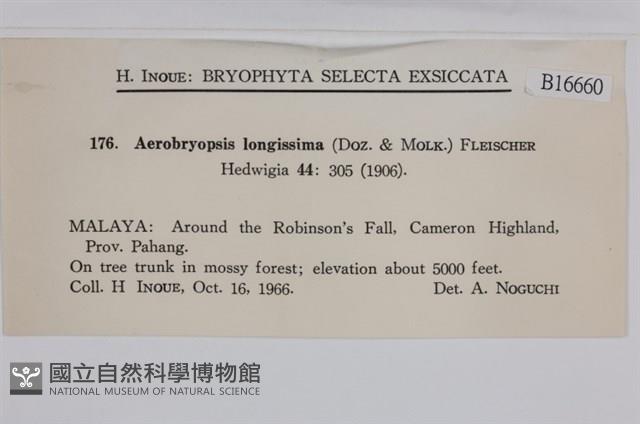 H. INOUE: BRYOPHYTA SELECTA EXSICCATA
B16660
176. Aerobryopsis longissima (DOZ. & MOLK.) FLEISCHER
Hedwigia 44: 305 (1906).
MALAYA: Around the Robinson's Fall, Cameron Highland,
Prov. Pahang.
On tree trunk in mossy forest; elevation about 5000 feet.
Coll. H INOUE, Oct. 16, 1966. Det. A. NOGUCHI
國立自然科學博物館
NATIONAL MUSEUM OF NATURAL SCIENCE